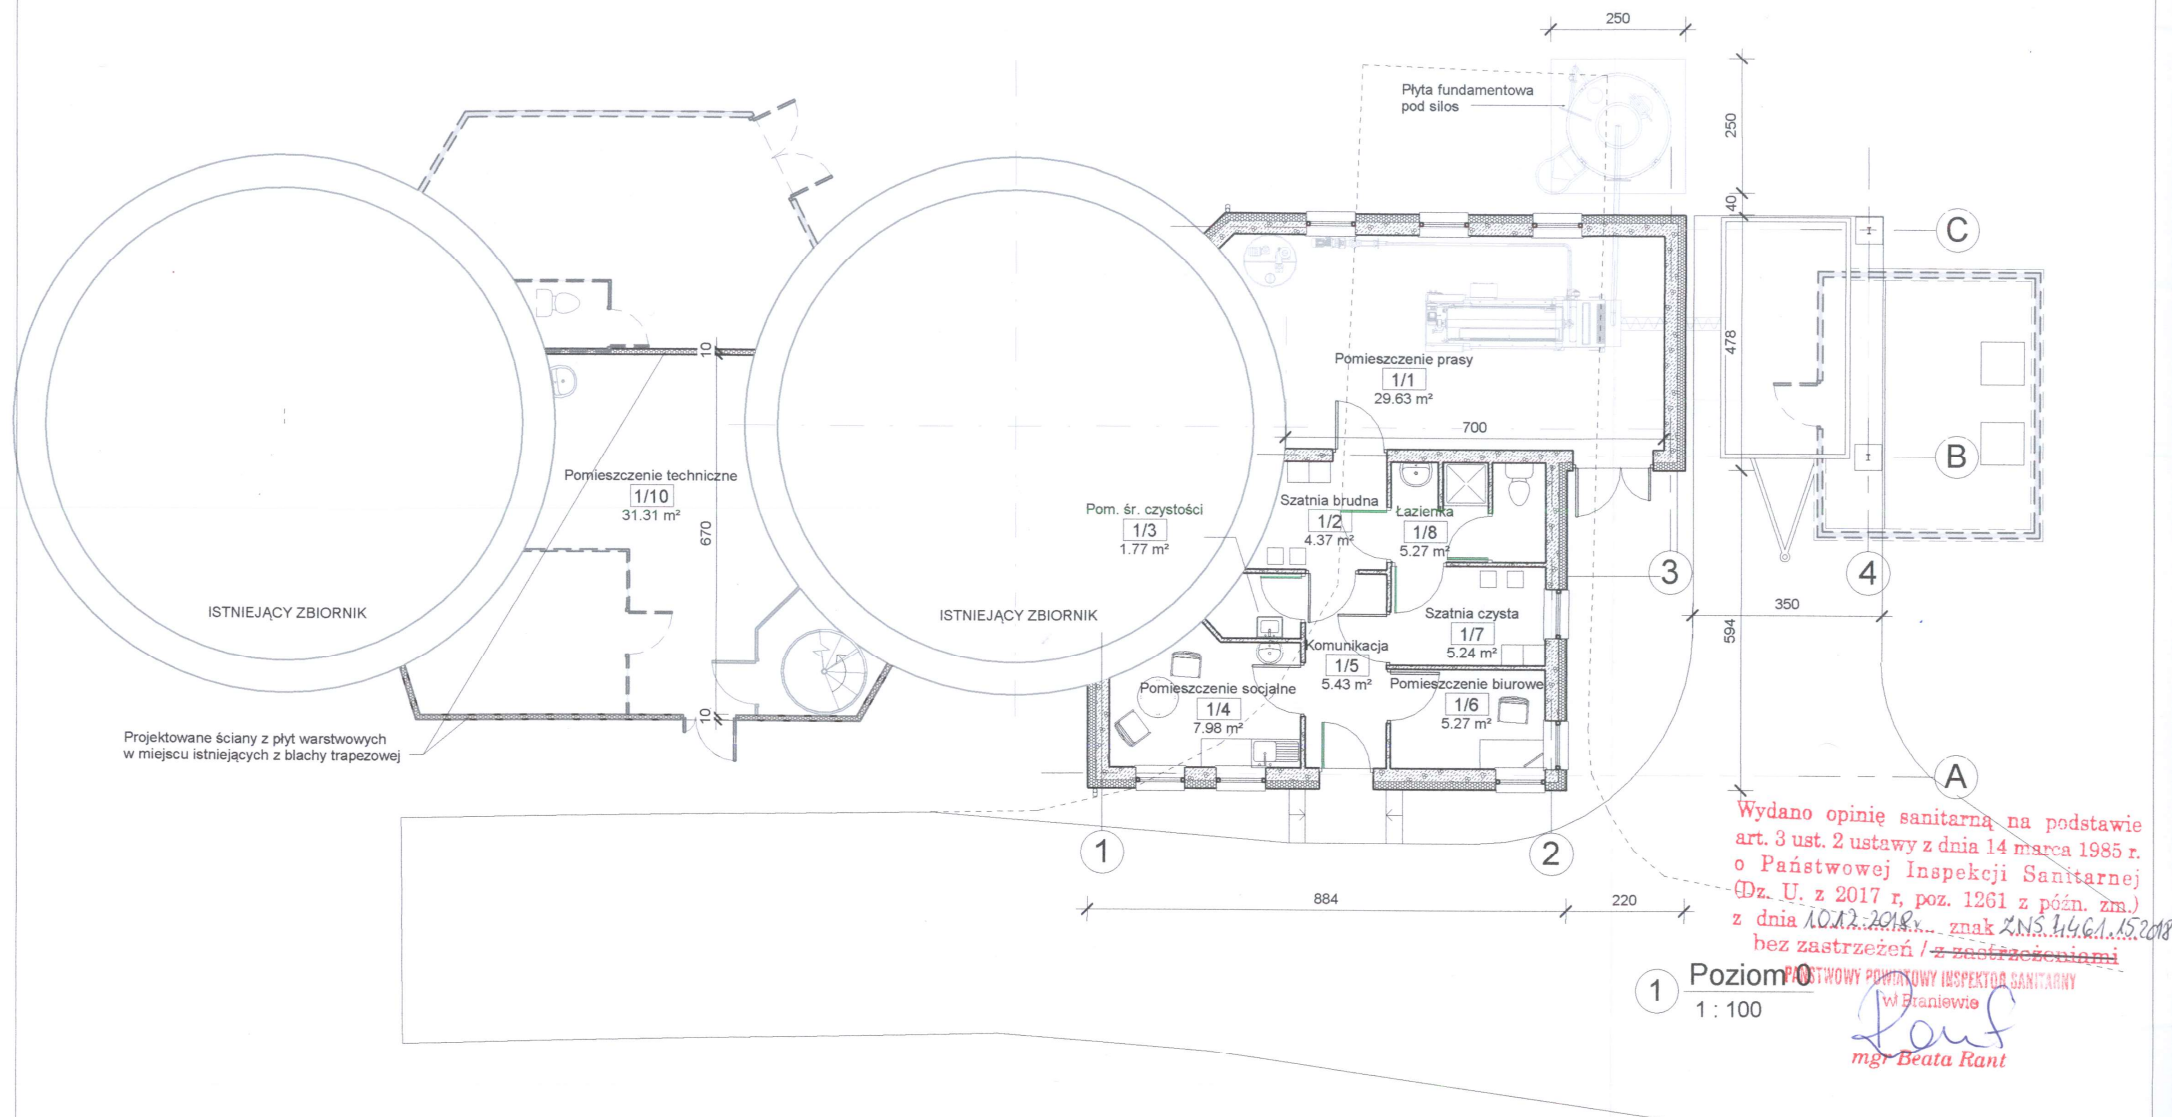 250
Płyta fundamentowa
pod silos
250
40
C
478
10
Pomieszczenie prasy
1/1
29.63 m²
700
B
Pomieszczenie techniczne
1/10
31.31 m²
670
Pom. śr. czystości
1/3
1.77 m²
Szatnia brudna
1/2
4.37 m²
Łazienka
1/8
5.27 m²
3
4
350
594
ISTNIEJĄCY ZBIORNIK
ISTNIEJĄCY ZBIORNIK
Szatnia czysta
1/7
5.24 m²
Komunikacja
1/5
5.43 m²
Pomieszczenie socjalne
1/4
7.98 m²
Pomieszczenie biurowe
1/6
5.27 m²
10
Projektowane ściany z płyt warstwowych
w miejscu istniejących z blachy trapezowej
A
1
2
884
220
Wydano opinię sanitarną na podstawie
art. 3 ust. 2 ustawy z dnia 14 marca 1985 r.
o Państwowej Inspekcji Sanitarnej
(Dz. U. z 2017 r, poz. 1261 z późn. zm.)
z dnia 10.12.2018r. znak ZNS.4461.15.2018
bez zastrzeżeń / z zastrzeżeniami
PAŃSTWOWY POWIATOWY INSPEKTOR SANITARNY
w Braniewie
mgr Beata Rant
1
Poziom 0
1 : 100